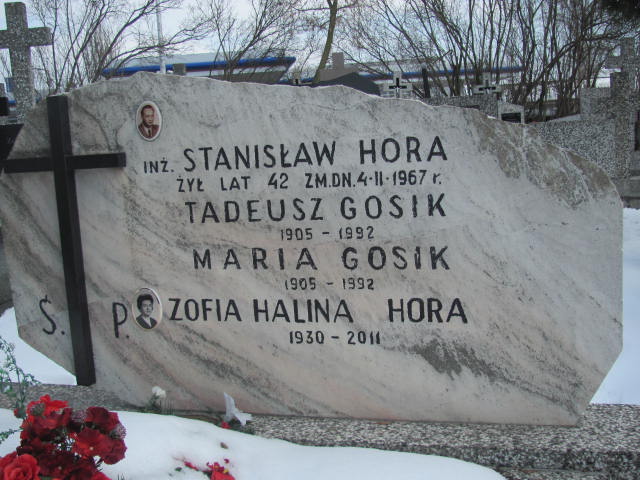 INŻ. STANISŁAW HORA
ŻYŁ LAT 42 ZM.DN. 4-II-1967 r.
TADEUSZ GOSIK
1905 - 1992
MARIA GOSIK
1905 - 1992
Ś. P. ZOFIA HALINA HORA
1930 - 2011